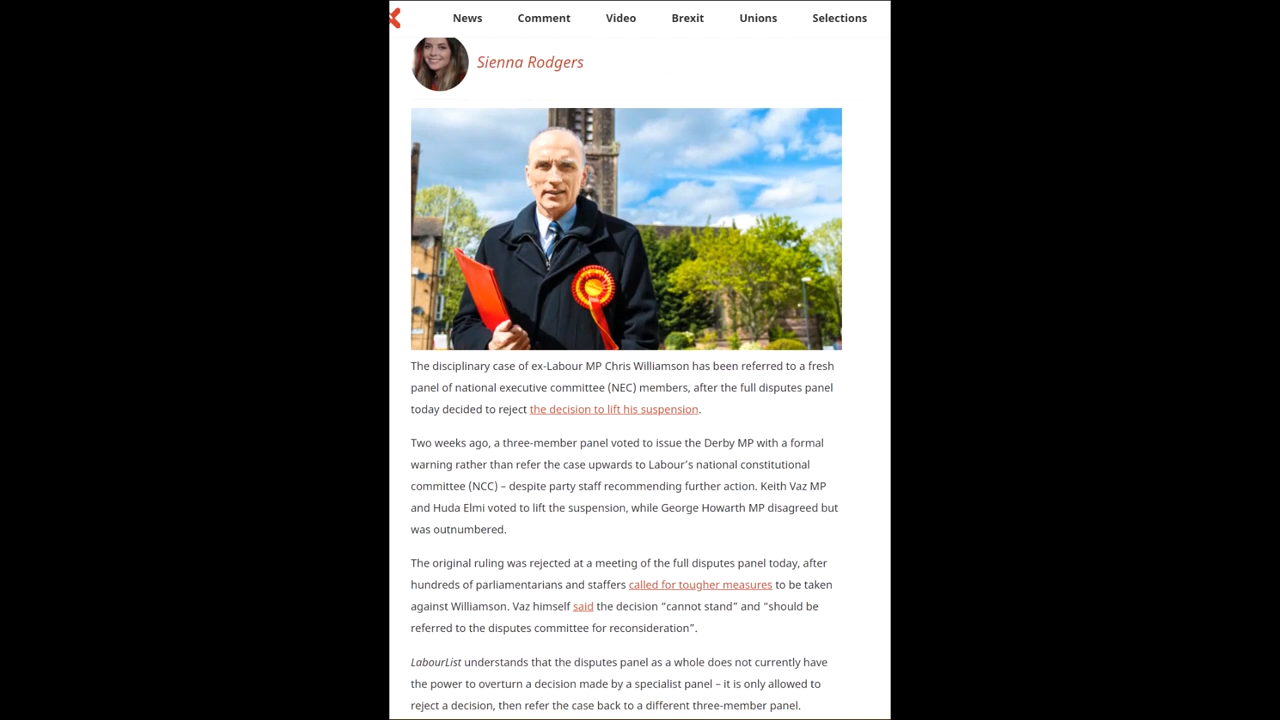 News Comment Video Brexit Unions Selections
Sienna Rodgers
The disciplinary case of ex-Labour MP Chris Williamson has been referred to a fresh
panel of national executive committee (NEC) members, after the full disputes panel
today decided to reject the decision to lift his suspension.
Two weeks ago, a three-member panel voted to issue the Derby MP with a formal
warning rather than refer the case upwards to Labour’s national constitutional
committee (NCC) – despite party staff recommending further action. Keith Vaz MP
and Huda Elmi voted to lift the suspension, while George Howarth MP disagreed but
was outnumbered.
The original ruling was rejected at a meeting of the full disputes panel today, after
hundreds of parliamentarians and staffers called for tougher measures to be taken
against Williamson. Vaz himself said the decision “cannot stand” and “should be
referred to the disputes committee for reconsideration”.
LabourList understands that the disputes panel as a whole does not currently have
the power to overturn a decision made by a specialist panel – it is only allowed to
reject a decision, then refer the case back to a different three-member panel.